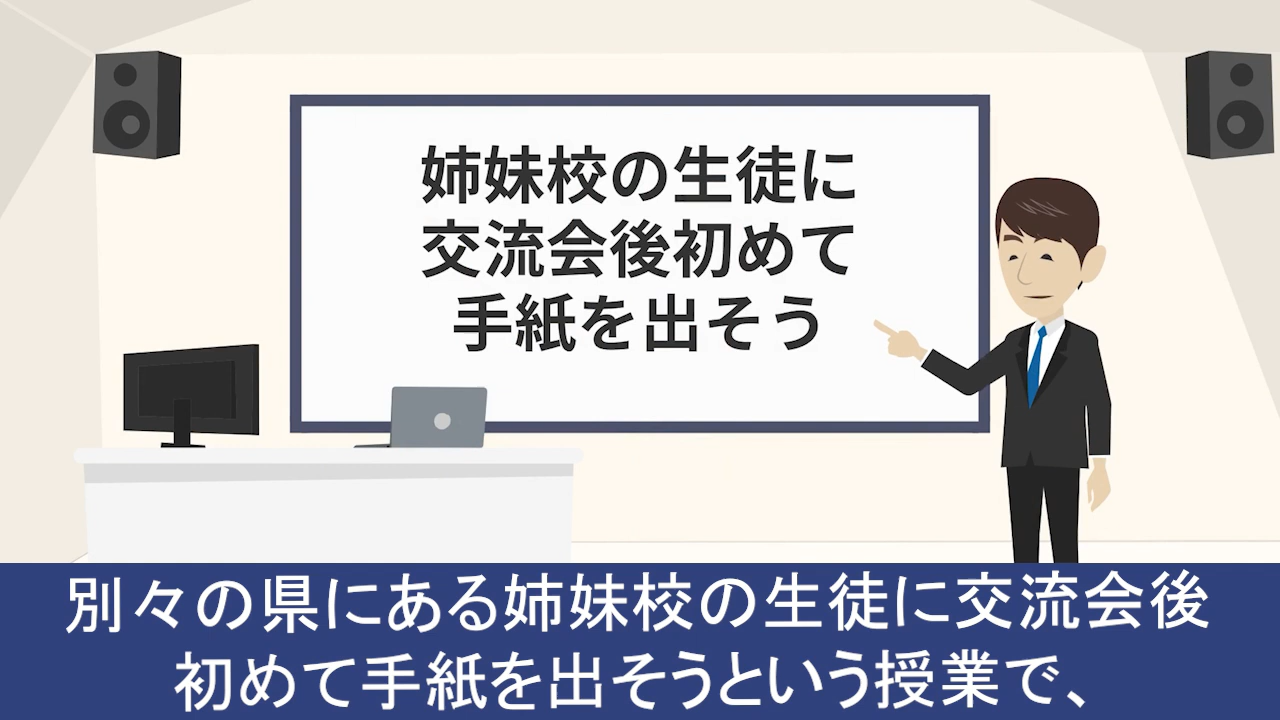 姉妹校の生徒に
交流会後初めて
手紙を出そう
別々の県にある姉妹校の生徒に交流会後
初めて手紙を出そうという授業で、